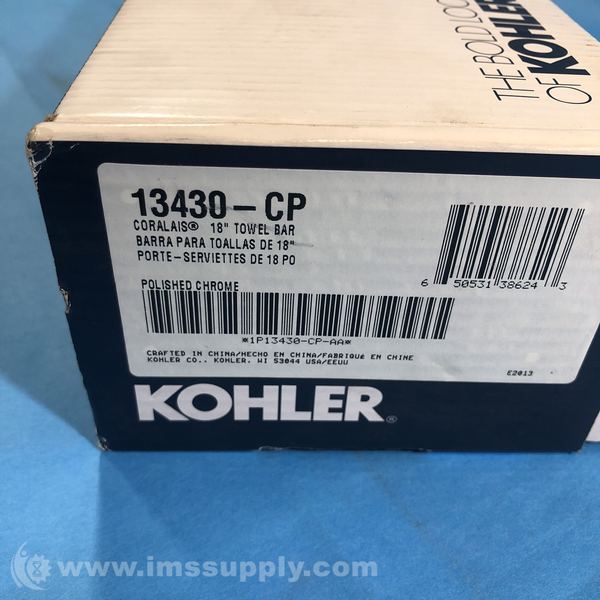 THE BOLD LOOK
OF KOHLER
13430-CP
CORALAIS® 18" TOWEL BAR
BARRA PARA TOALLAS DE 18"
PORTE-SERVIETTES DE 18 PO
POLISHED CHROME
6 50531 38624 3
*1P13430-CP-AA*
CRAFTED IN CHINA/HECHO EN CHINA/FABRIQUÉ EN CHINE
KOHLER CO., KOHLER, WI 53044 USA/EEUU
E2013
KOHLER®
www.imssupply.com